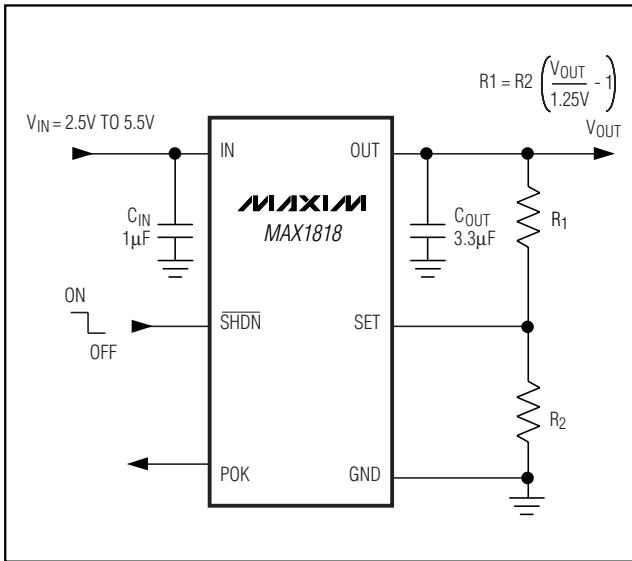 R1 = R2 (VOUT / 1.25V - 1)
VIN = 2.5V TO 5.5V
VOUT
IN
OUT
MAXIM
MAX1818
CIN
1µF
COUT
3.3µF
R1
ON
OFF
SHDN
SET
R2
POK
GND